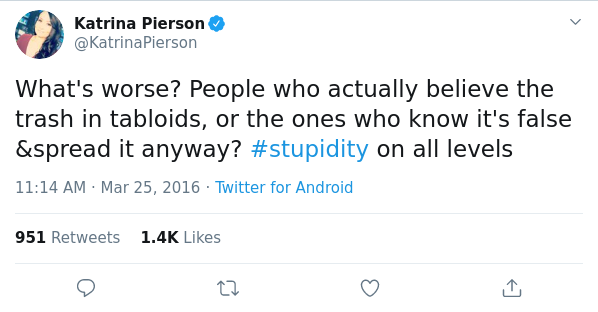 Katrina Pierson
@KatrinaPierson
What's worse? People who actually believe the
trash in tabloids, or the ones who know it's false
&spread it anyway? #stupidity on all levels
11:14 AM · Mar 25, 2016 · Twitter for Android
951 Retweets 1.4K Likes